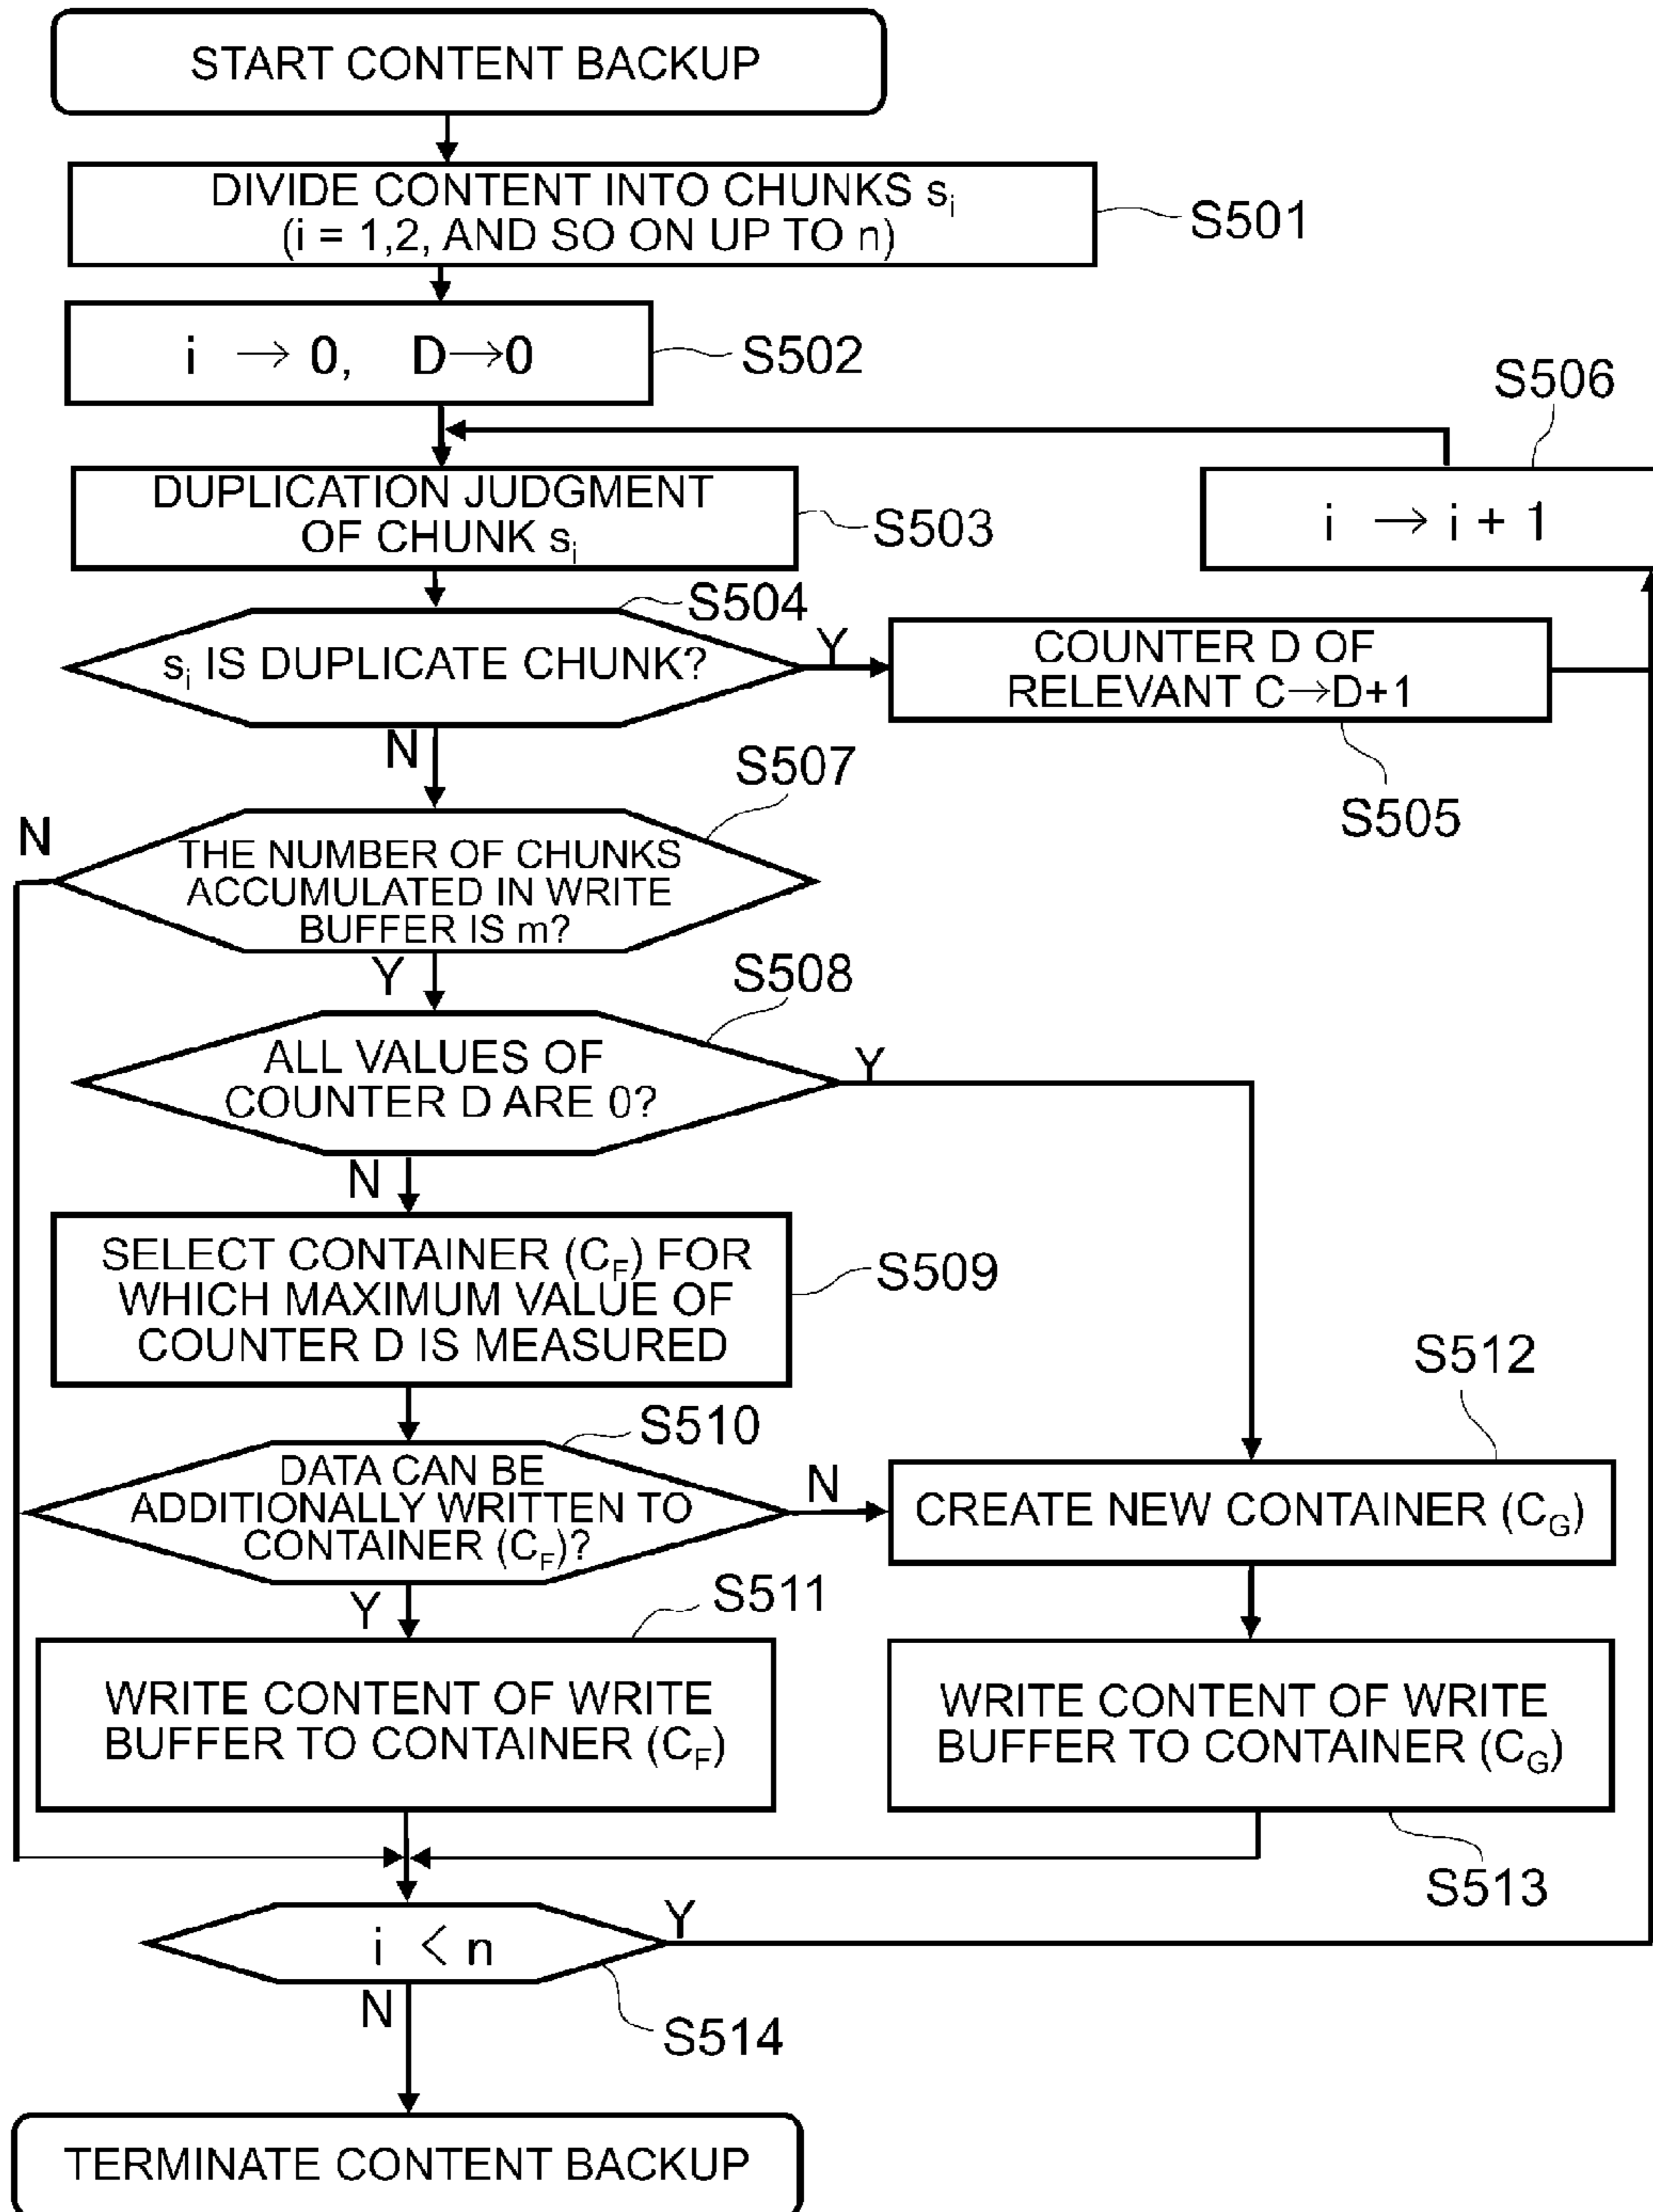 START CONTENT BACKUP
DIVIDE CONTENT INTO CHUNKS si
(i = 1,2, AND SO ON UP TO n)
S501
i → 0, D→0
S502
S506
i → i + 1
DUPLICATION JUDGMENT
OF CHUNK si
S503
S504
si IS DUPLICATE CHUNK?
Y
COUNTER D OF
RELEVANT C→D+1
S505
N
S507
N
THE NUMBER OF CHUNKS
ACCUMULATED IN WRITE
BUFFER IS m?
Y
S508
ALL VALUES OF
COUNTER D ARE 0?
Y
N
SELECT CONTAINER (CF) FOR
WHICH MAXIMUM VALUE OF
COUNTER D IS MEASURED
S509
S512
S510
DATA CAN BE
ADDITIONALLY WRITTEN TO
CONTAINER (CF)?
N
CREATE NEW CONTAINER (CG)
Y
S511
WRITE CONTENT OF WRITE
BUFFER TO CONTAINER (CF)
WRITE CONTENT OF WRITE
BUFFER TO CONTAINER (CG)
S513
i < n
Y
N
S514
TERMINATE CONTENT BACKUP